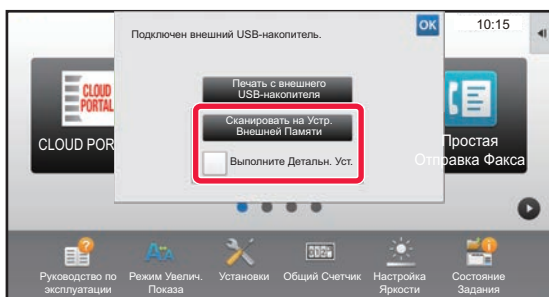 Подключен внешний USB-накопитель.
OK
10:15
Печать с внешнего
USB-накопителя
Сканировать на Устр.
Внешней Памяти
Выполните Детальн. Уст.
CLOUD
PORTAL
CLOUD POR
Простая
Отправка Факса
Руководство по
эксплуатации
Режим Увелич.
Показа
Установки
Общий Счетчик
Настройка
Яркости
Состояние
Задания